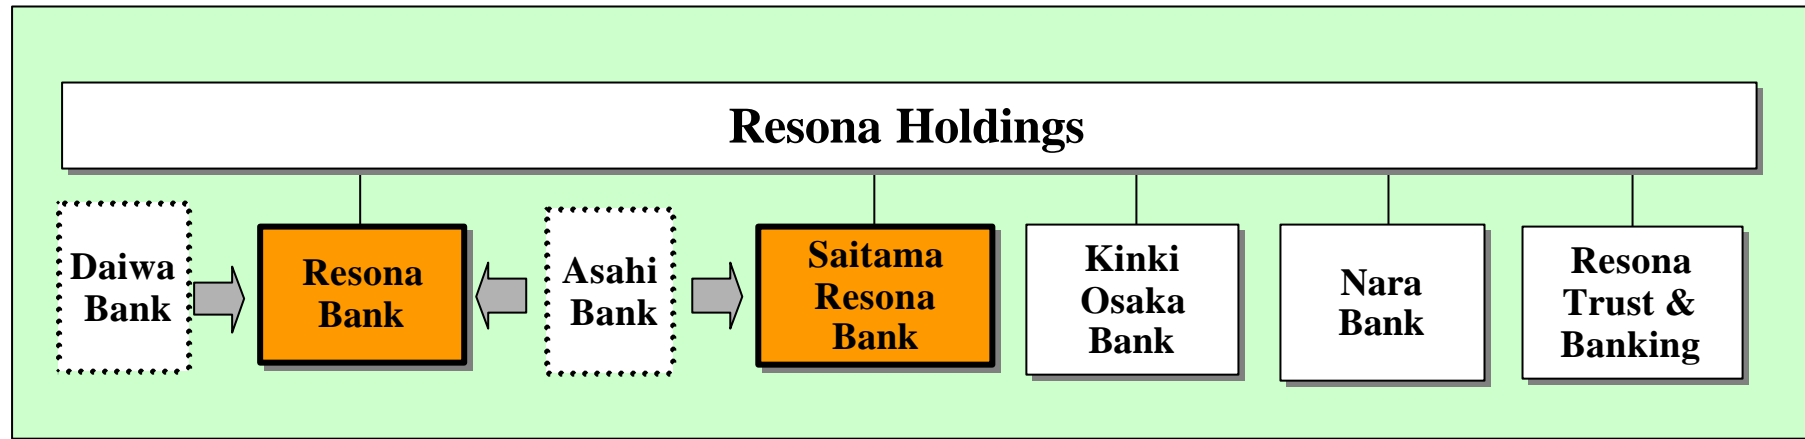 Resona Holdings
Daiwa
Bank
Resona
Bank
Asahi
Bank
Saitama
Resona
Bank
Kinki
Osaka
Bank
Nara
Bank
Resona
Trust &
Banking